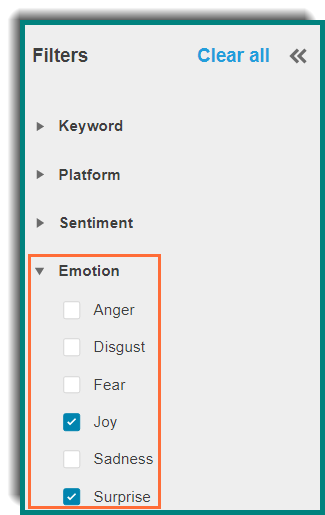 Filters Clear all
Keyword
Platform
Sentiment
Emotion
Anger
Disgust
Fear
Joy
Sadness
Surprise